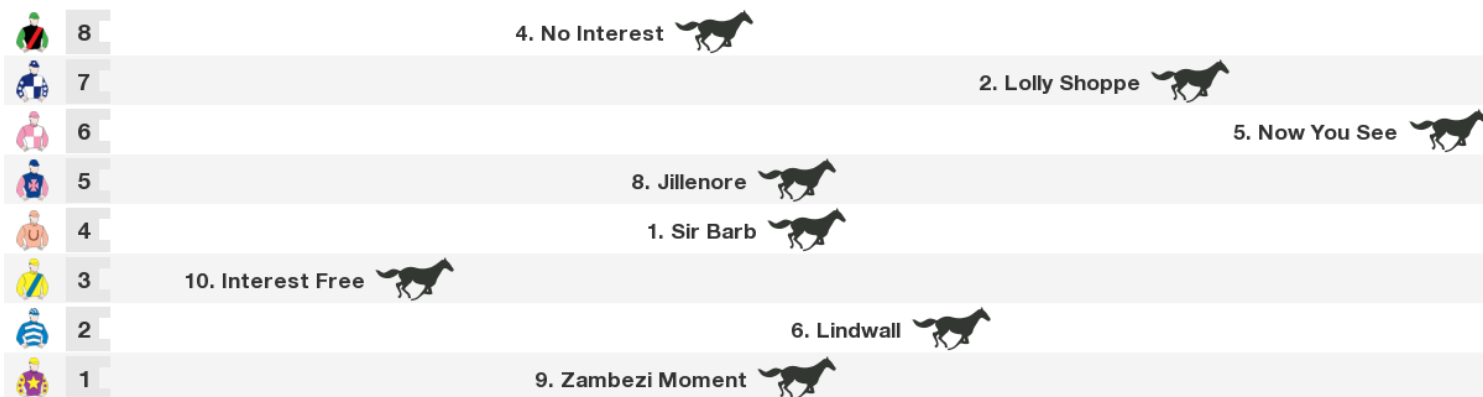 8 4. No Interest
7 2. Lolly Shoppe
6 5. Now You See
5 8. Jillenore
4 1. Sir Barb
3 10. Interest Free
2 6. Lindwall
1 9. Zambezi Moment